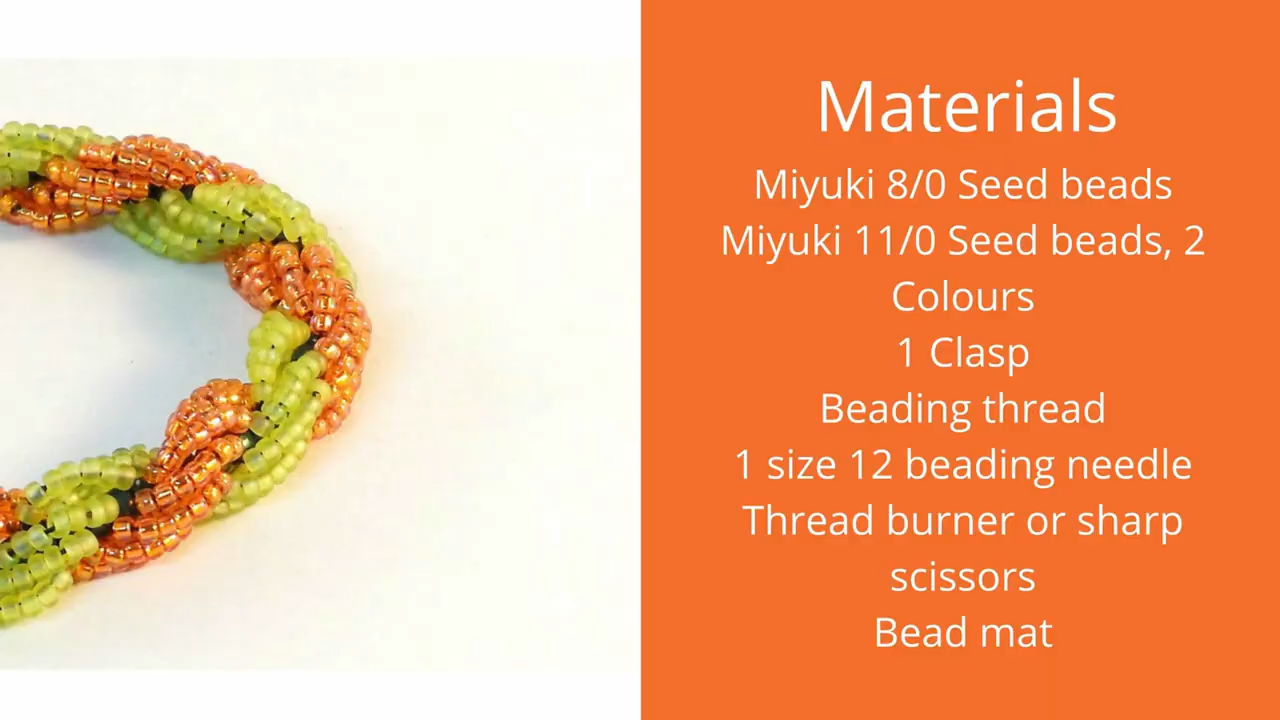 Materials
Miyuki 8/0 Seed beads
Miyuki 11/0 Seed beads, 2
Colours
1 Clasp
Beading thread
1 size 12 beading needle
Thread burner or sharp
scissors
Bead mat